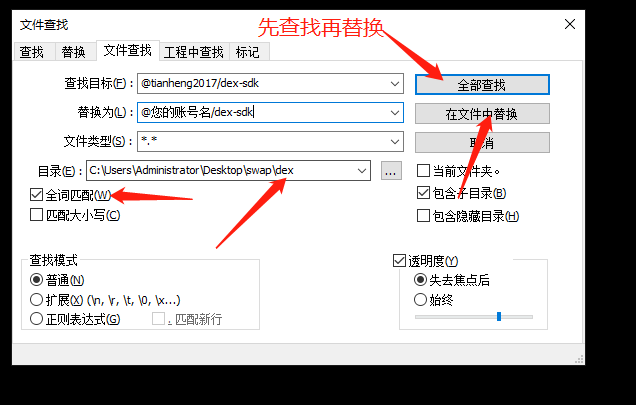 文件查找
先查找再替换
查找
替换
文件查找
工程中查找
标记
查找目标(F)：
@tianheng2017/dex-sdk
全部查找
替换为(L)：
@您的账号名/dex-sdk
在文件中替换
文件类型(S)：
*.*
取消
目录(E)：
C:\Users\Administrator\Desktop\swap\dex
...
当前文件夹。
全词匹配(W)
包含子目录(B)
匹配大小写(C)
包含隐藏目录(H)
查找模式
透明度(Y)
普通(N)
失去焦点后
扩展(X) (\n, \r, \t, \0, \x...)
始终
正则表达式(G)
. 匹配新行